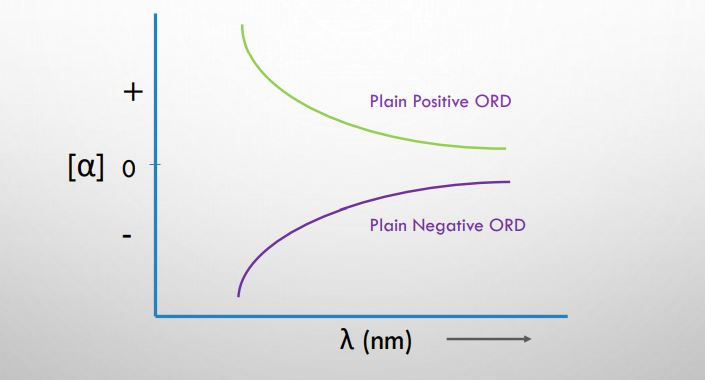 +
Plain Positive ORD
[α] 0
Plain Negative ORD
-
λ (nm)